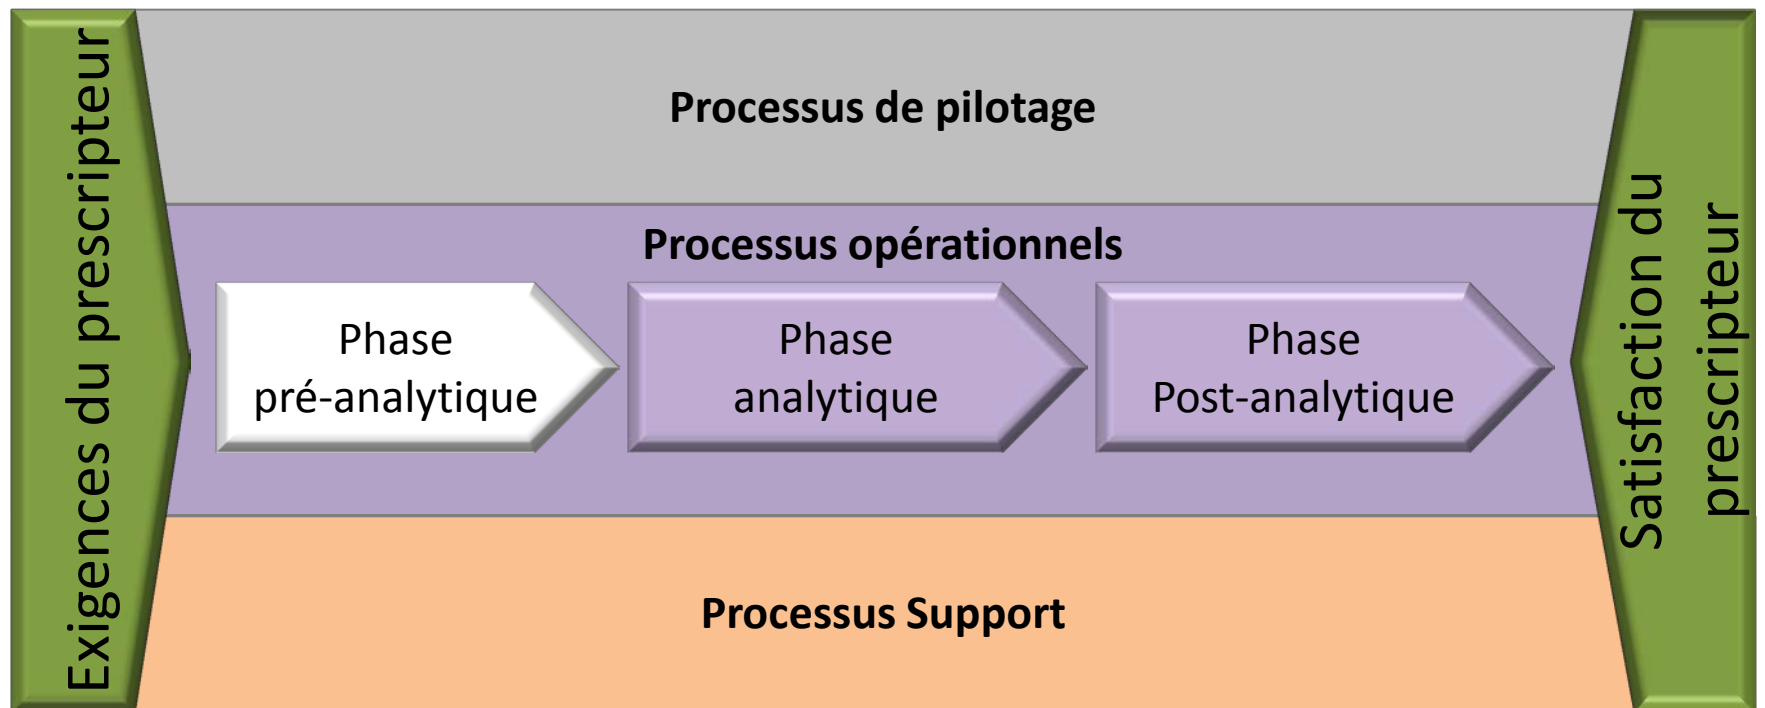 Exigences du prescripteur
Processus de pilotage
Processus opérationnels
Phase
pré-analytique
Phase
analytique
Phase
Post-analytique
Processus Support
Satisfaction du
prescripteur